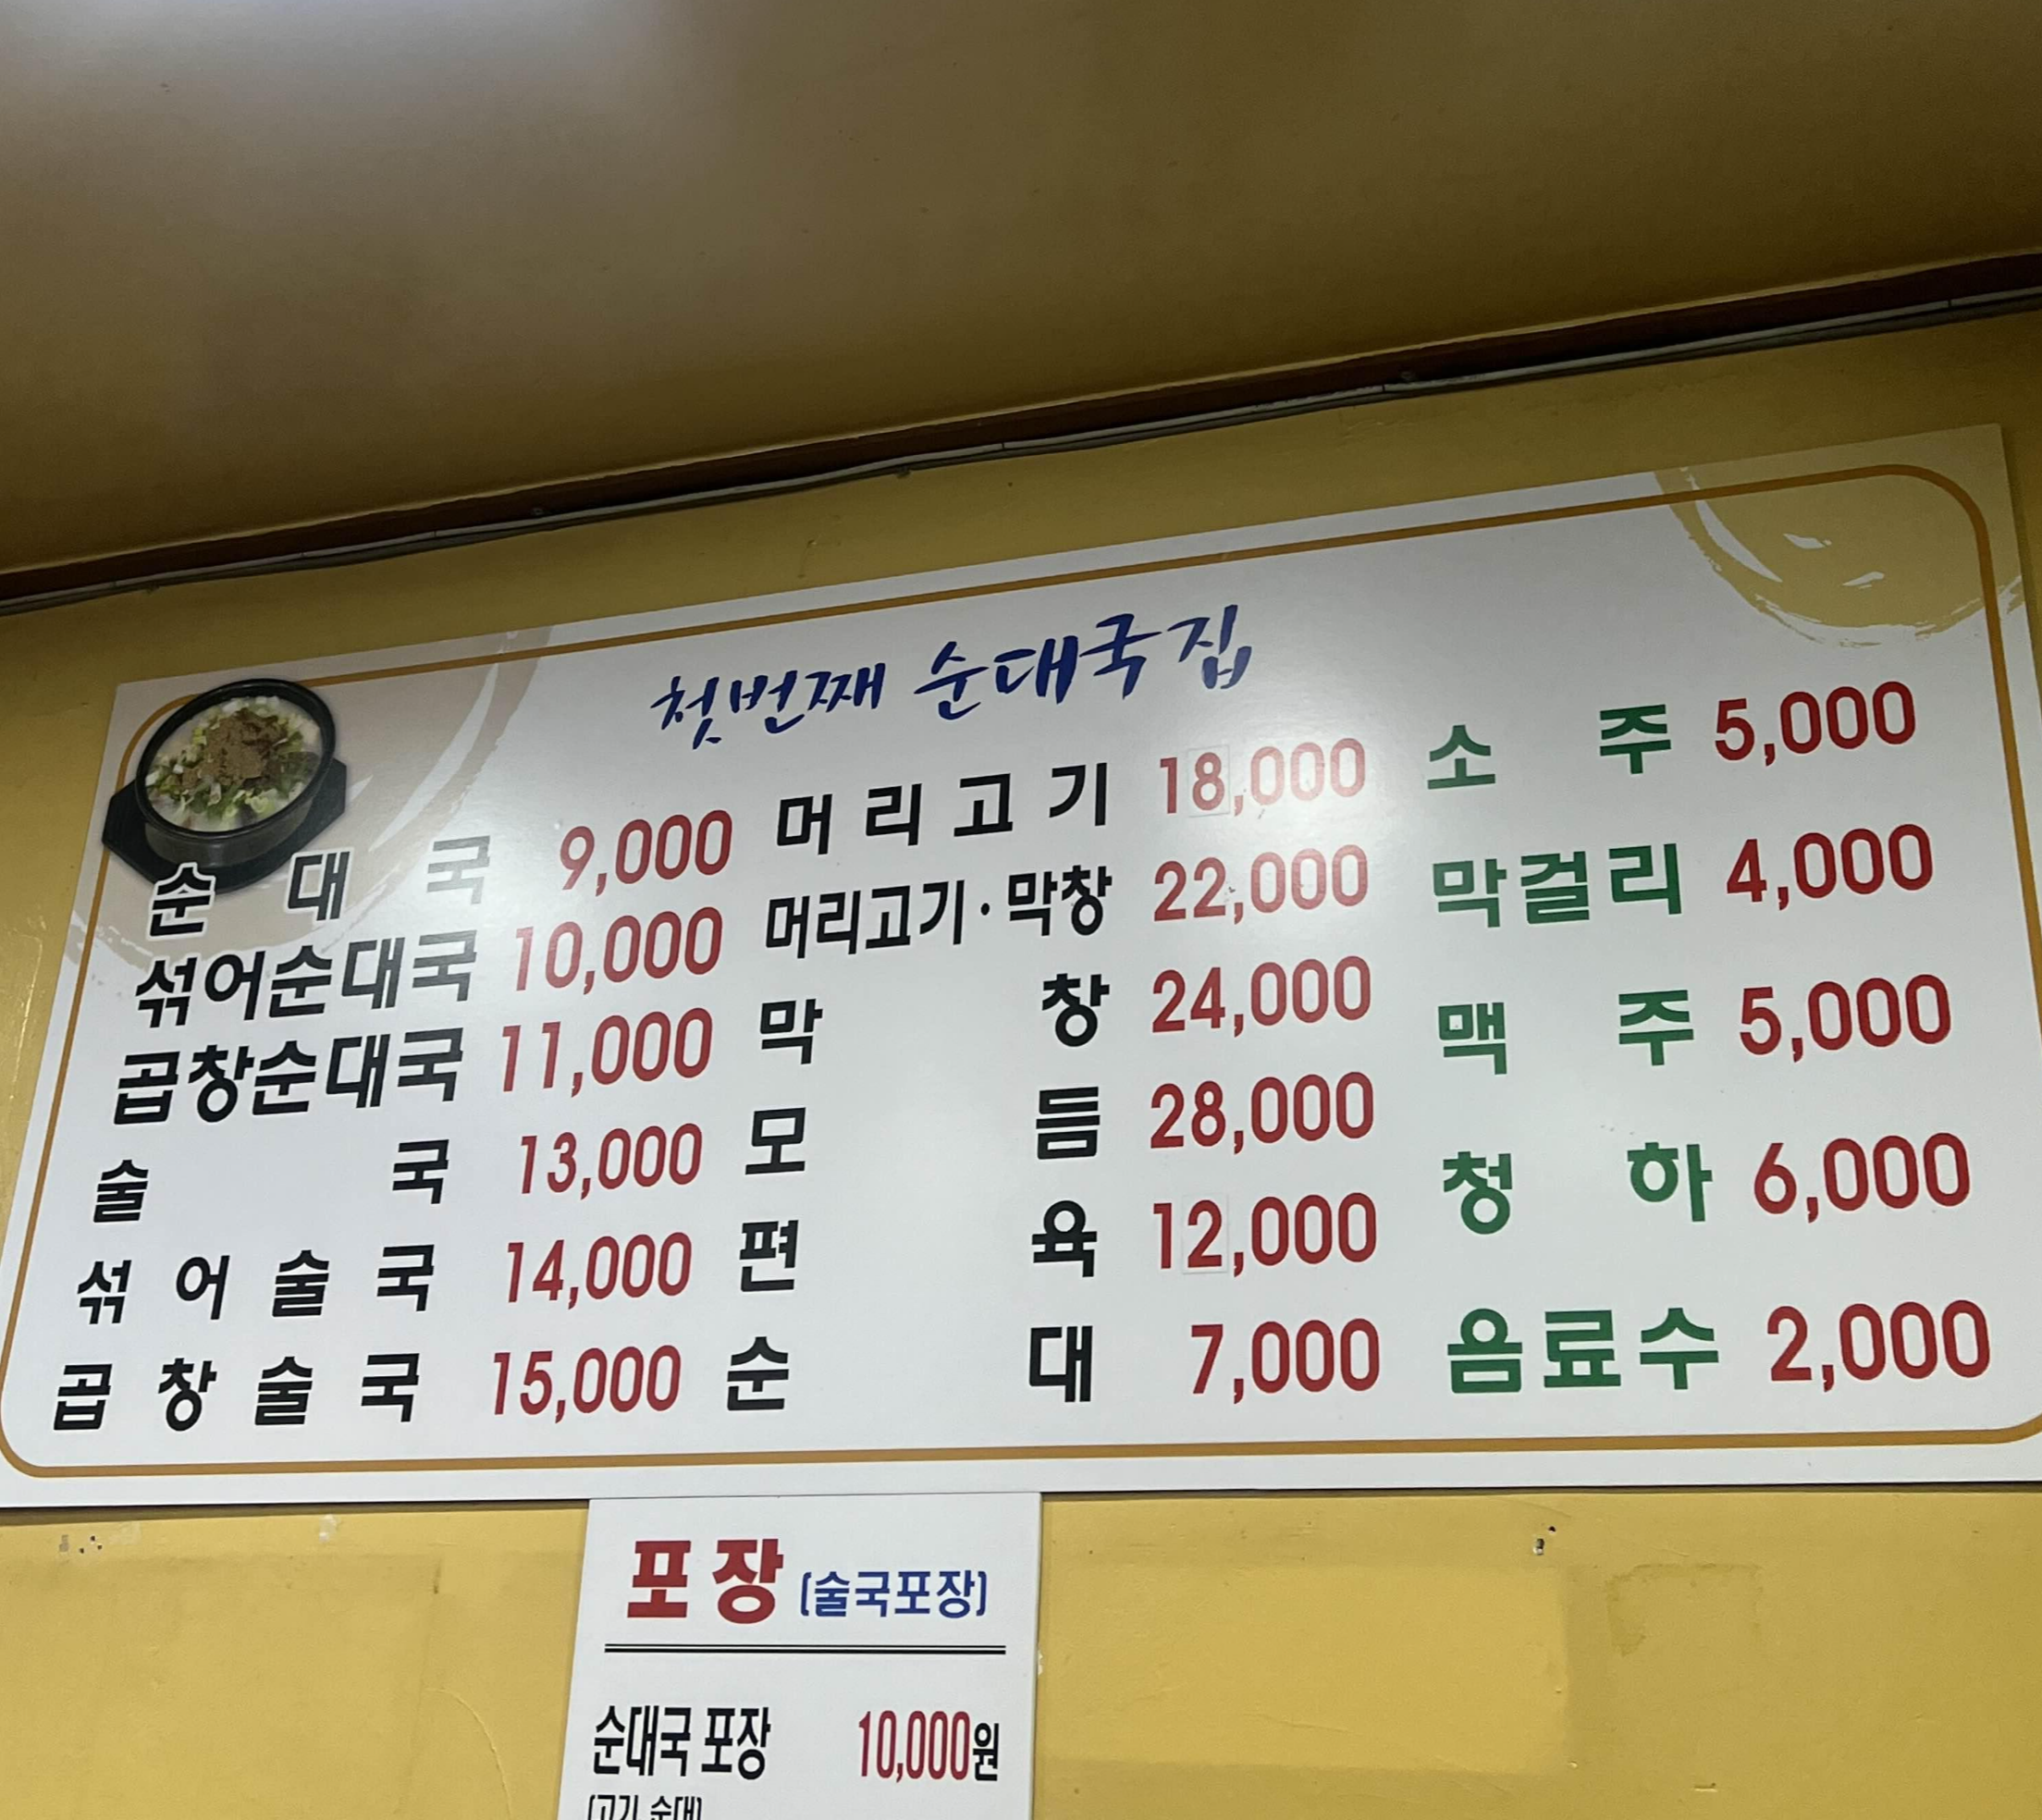 첫번째 순대국집
순대국 9,000
섞어순대국 10,000
곱창순대국 11,000
술국 13,000
섞어술국 14,000
곱창술국 15,000
머리고기 18,000
머리고기·막창 22,000
막창 24,000
모듬 28,000
편육 12,000
순대 7,000
소주 5,000
막걸리 4,000
맥주 5,000
청하 6,000
음료수 2,000
포장 (술국포장)
순대국 포장 10,000원
(고기, 순대)